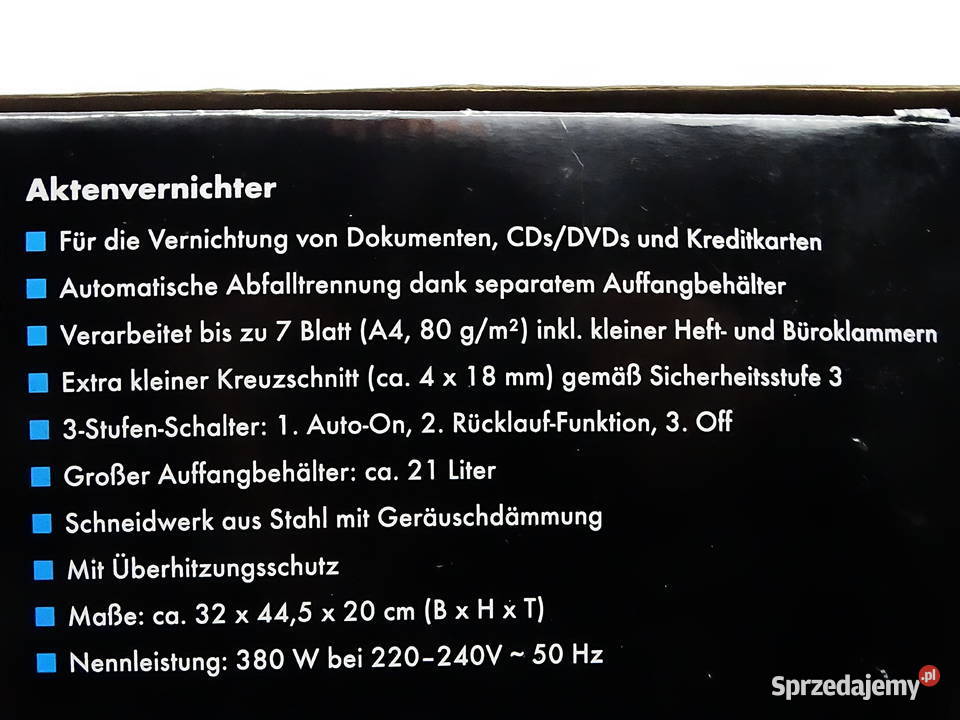 Aktenvernichter
Für die Vernichtung von Dokumenten, CDs/DVDs und Kreditkarten
Automatische Abfalltrennung dank separatem Auffangbehälter
Verarbeitet bis zu 7 Blatt (A4, 80 g/m²) inkl. kleiner Heft- und Büroklammern
Extra kleiner Kreuzschnitt (ca. 4 x 18 mm) gemäß Sicherheitsstufe 3
3-Stufen-Schalter: 1. Auto-On, 2. Rücklauf-Funktion, 3. Off
Großer Auffangbehälter: ca. 21 Liter
Schneidwerk aus Stahl mit Geräuschdämmung
Mit Überhitzungsschutz
Maße: ca. 32 x 44,5 x 20 cm (B x H x T)
Nennleistung: 380 W bei 220–240V ~ 50 Hz
Sprzedajemy.pl